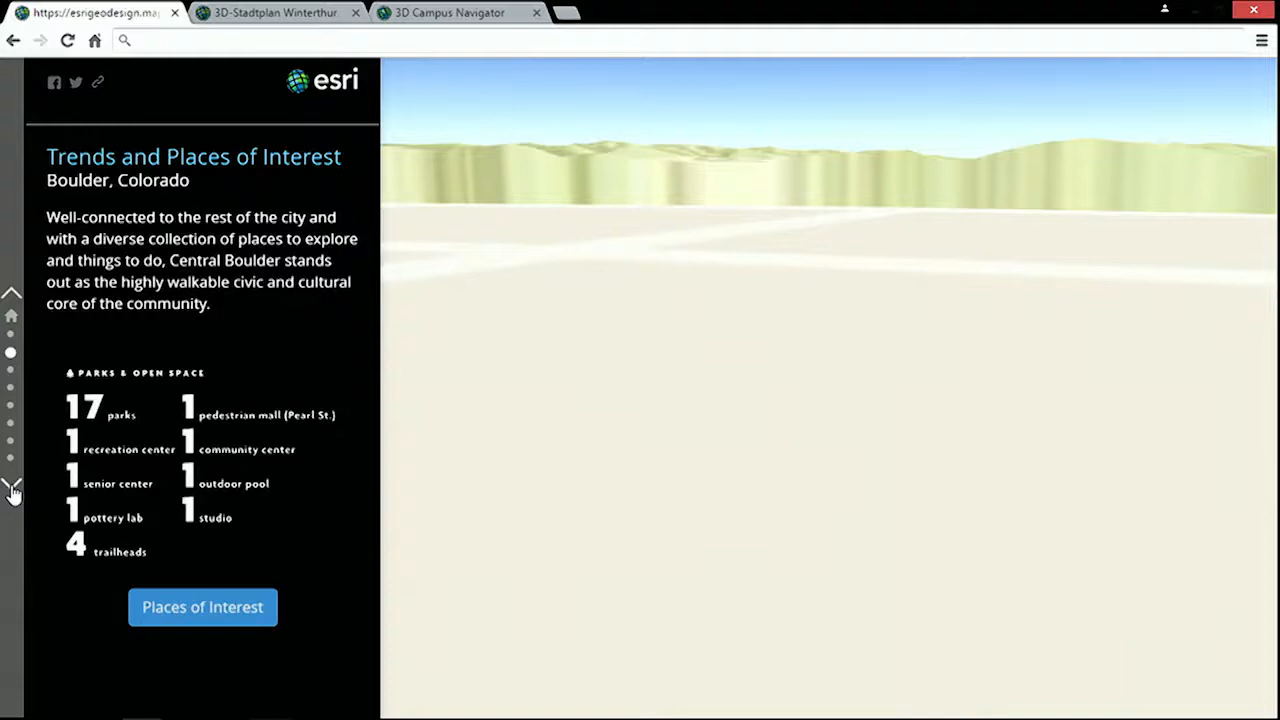 https://esrigeodesign.ma
3D-Stadtplan Winterthur
3D Campus Navigator
esri
Trends and Places of Interest
Boulder, Colorado
Well-connected to the rest of the city and
with a diverse collection of places to explore
and things to do, Central Boulder stands
out as the highly walkable civic and cultural
core of the community.
PARKS & OPEN SPACE
17 parks 1 pedestrian mall (Pearl St.)
1 recreation center 1 community center
1 senior center 1 outdoor pool
1 pottery lab 1 studio
4 trailheads
Places of Interest